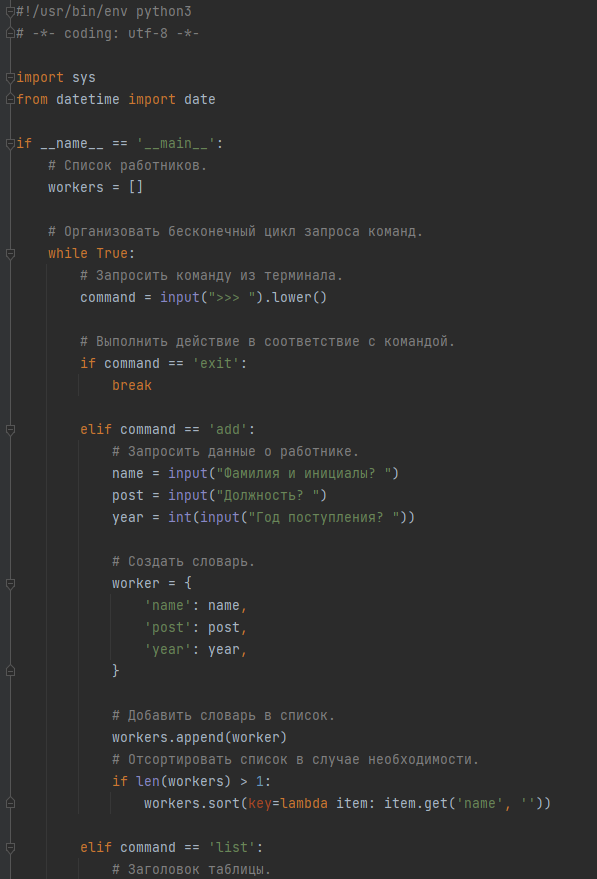 #!/usr/bin/env python3
# -*- coding: utf-8 -*-

import sys
from datetime import date

if __name__ == '__main__':
    # Список работников.
    workers = []

    # Организовать бесконечный цикл запроса команд.
    while True:
        # Запросить команду из терминала.
        command = input(">>> ").lower()

        # Выполнить действие в соответствие с командой.
        if command == 'exit':
            break

        elif command == 'add':
            # Запросить данные о работнике.
            name = input("Фамилия и инициалы? ")
            post = input("Должность? ")
            year = int(input("Год поступления? "))

            # Создать словарь.
            worker = {
                'name': name,
                'post': post,
                'year': year,
            }

            # Добавить словарь в список.
            workers.append(worker)
            # Отсортировать список в случае необходимости.
            if len(workers) > 1:
                workers.sort(key=lambda item: item.get('name', ''))

        elif command == 'list':
            # Заголовок таблицы.